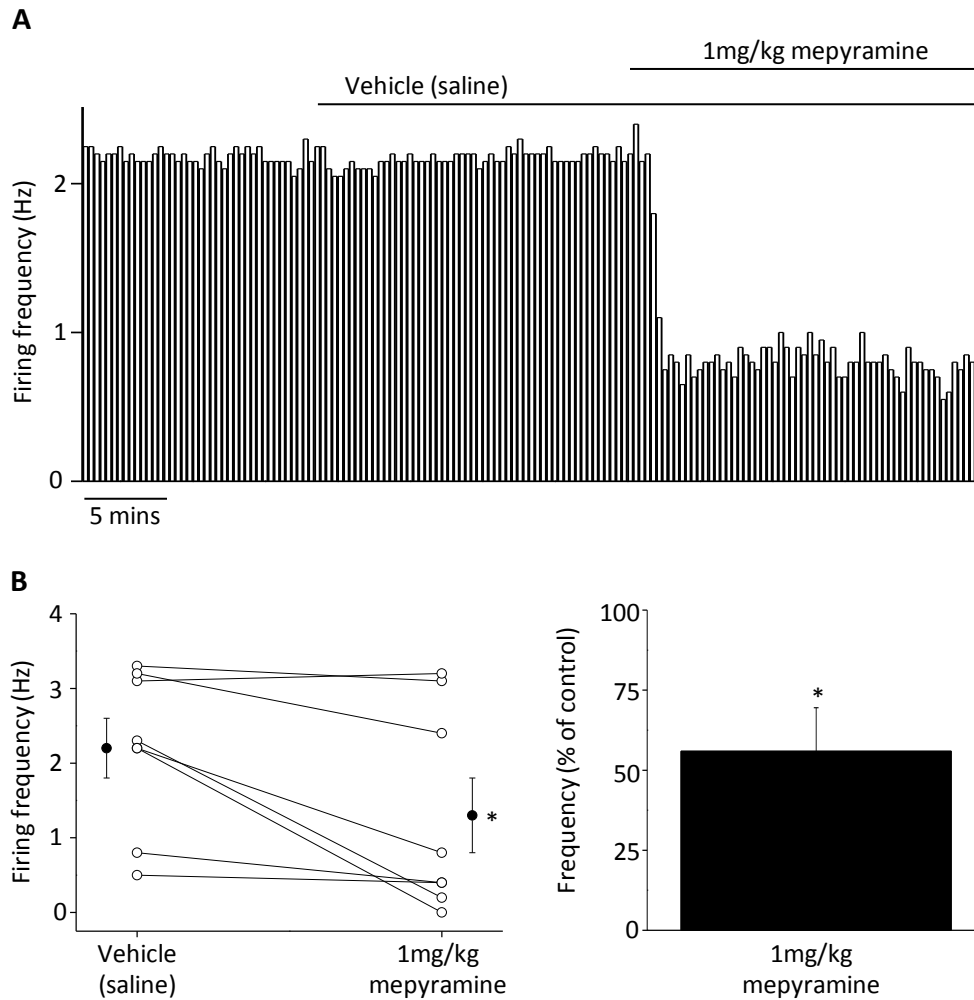 A
1mg/kg mepyramine
Vehicle (saline)
Firing frequency (Hz)
2
1
0
5 mins
B
Firing frequency (Hz)
4
3
2
1
0
*
Vehicle
(saline)
1mg/kg
mepyramine
Frequency (% of control)
100
75
50
25
0
*
1mg/kg
mepyramine